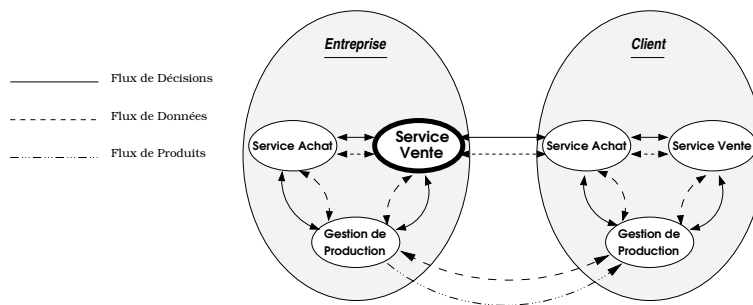 Entreprise
Client
Flux de Décisions
Flux de Données
Flux de Produits
Service Achat
Service
Vente
Service Achat
Service Vente
Gestion de
Production
Gestion de
Production